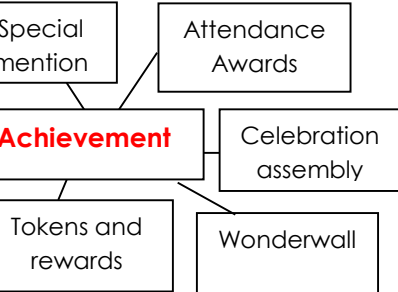 Special
mention
Attendance
Awards
Achievement
Celebration
assembly
Tokens and
rewards
Wonderwall